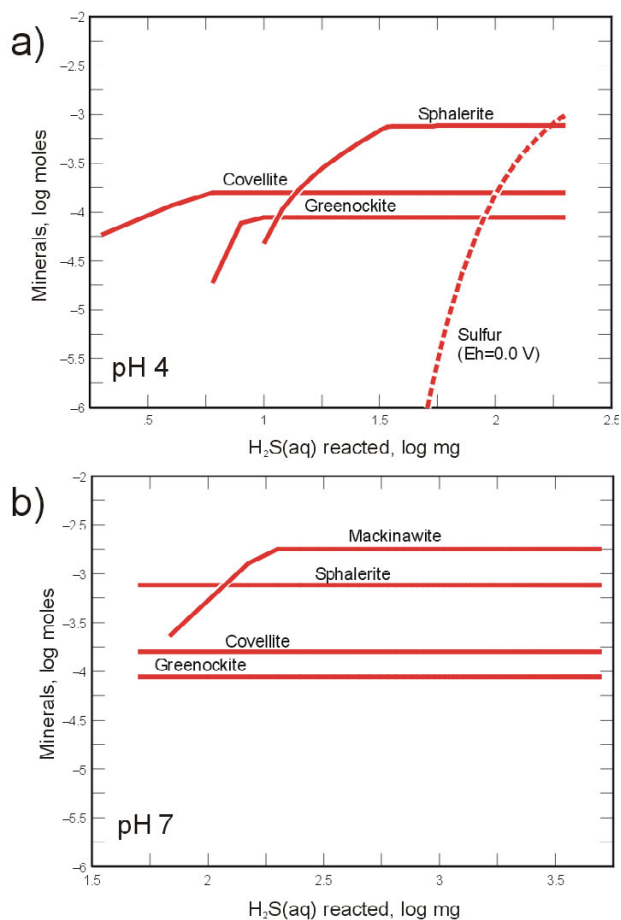 a)
Minerals, log moles
−2
−2.5
−3
−3.5
−4
−4.5
−5
−5.5
−6
Sphalerite
Covellite
Greenockite
Sulfur
(Eh=0.0 V)
pH 4
.5
1
1.5
2
2.5
H₂S(aq) reacted, log mg
b)
Minerals, log moles
−2
−2.5
−3
−3.5
−4
−4.5
−5
−5.5
−6
Mackinawite
Sphalerite
Covellite
Greenockite
pH 7
1.5
2
2.5
3
3.5
H₂S(aq) reacted, log mg